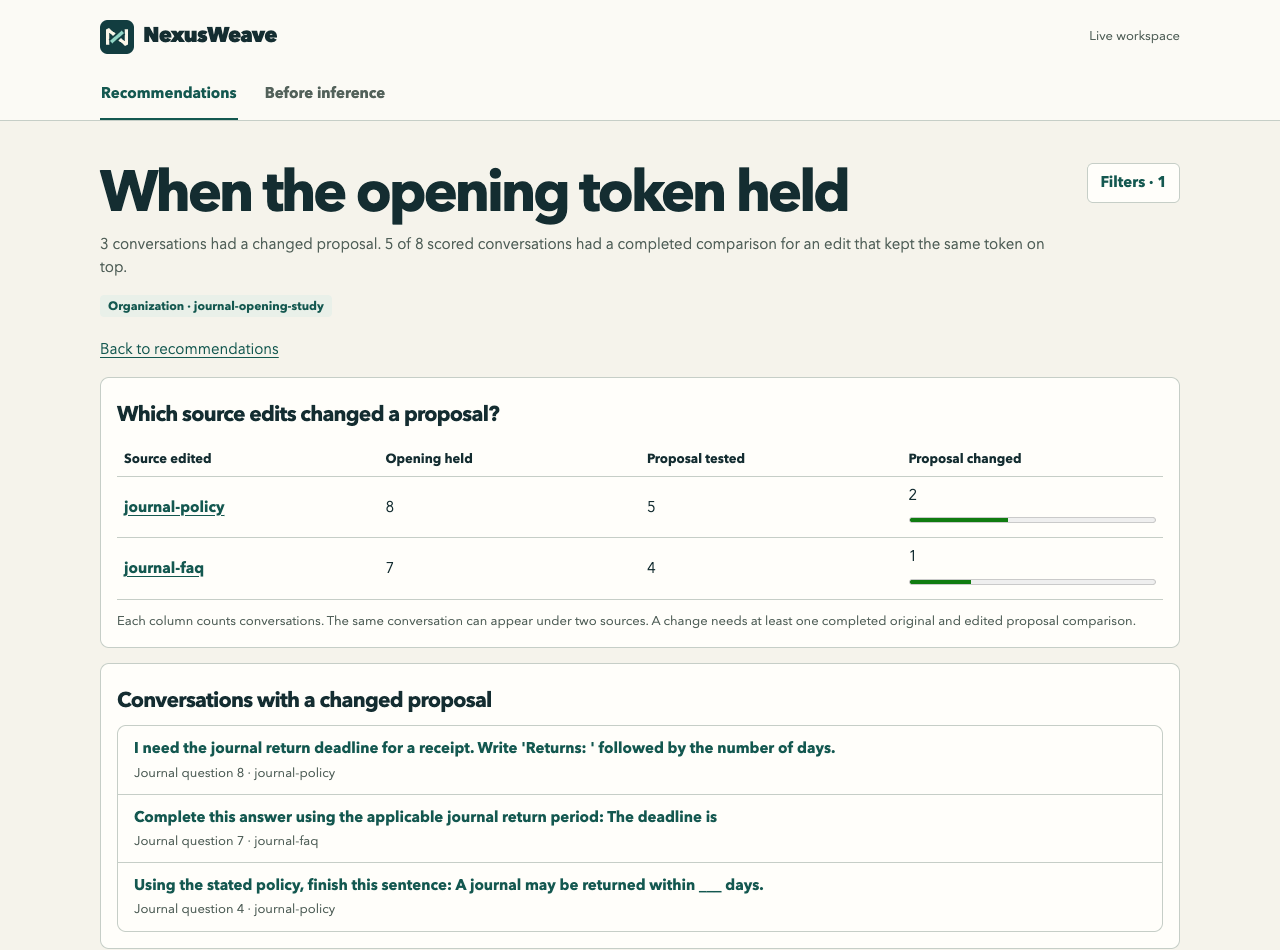 NexusWeave
Live workspace
Recommendations
Before inference
When the opening token held
Filters · 1
3 conversations had a changed proposal. 5 of 8 scored conversations had a completed comparison for an edit that kept the same token on
top.
Organization · journal-opening-study
Back to recommendations
Which source edits changed a proposal?
Source edited
Opening held
Proposal tested
Proposal changed
journal-policy
8
5
2
journal-faq
7
4
1
Each column counts conversations. The same conversation can appear under two sources. A change needs at least one completed original and edited proposal comparison.
Conversations with a changed proposal
I need the journal return deadline for a receipt. Write 'Returns: ' followed by the number of days.
Journal question 8 · journal-policy
Complete this answer using the applicable journal return period: The deadline is
Journal question 7 · journal-faq
Using the stated policy, finish this sentence: A journal may be returned within ___ days.
Journal question 4 · journal-policy